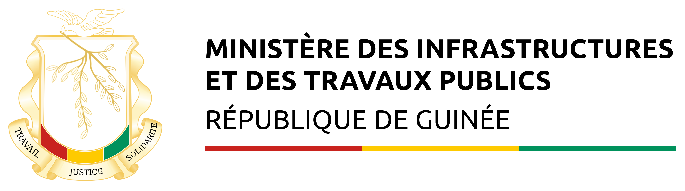 MINISTÈRE DES INFRASTRUCTURES
ET DES TRAVAUX PUBLICS
RÉPUBLIQUE DE GUINÉE
TRAVAIL
JUSTICE
SOLIDARITÉ